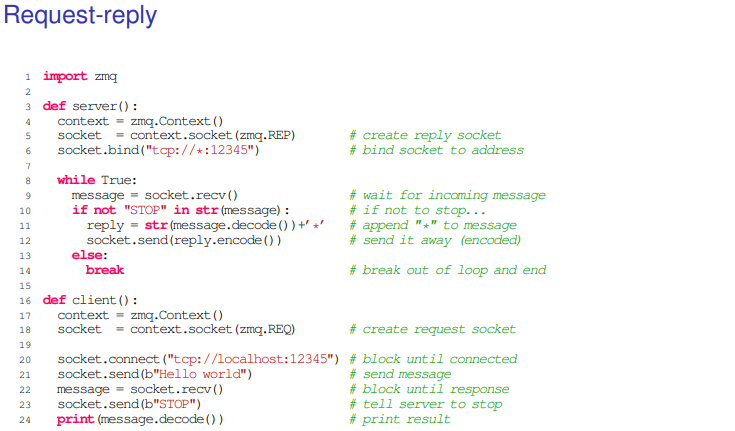 Request-reply
1 import zmq
2
3 def server():
4   context = zmq.Context()
5   socket  = context.socket(zmq.REP)              # create reply socket
6   socket.bind("tcp://*:12345")                   # bind socket to address
7
8   while True:
9     message = socket.recv()                      # wait for incoming message
10     if not "STOP" in str(message):               # if not to stop...
11       reply = str(message.decode())+'*'          # append "*" to message
12       socket.send(reply.encode())                # send it away (encoded)
13     else:
14       break                                      # break out of loop and end
15
16 def client():
17   context = zmq.Context()
18   socket  = context.socket(zmq.REQ)              # create request socket
19
20   socket.connect("tcp://localhost:12345") # block until connected
21   socket.send(b"Hello world")                    # send message
22   message = socket.recv()                        # block until response
23   socket.send(b"STOP")                           # tell server to stop
24   print(message.decode())                        # print result